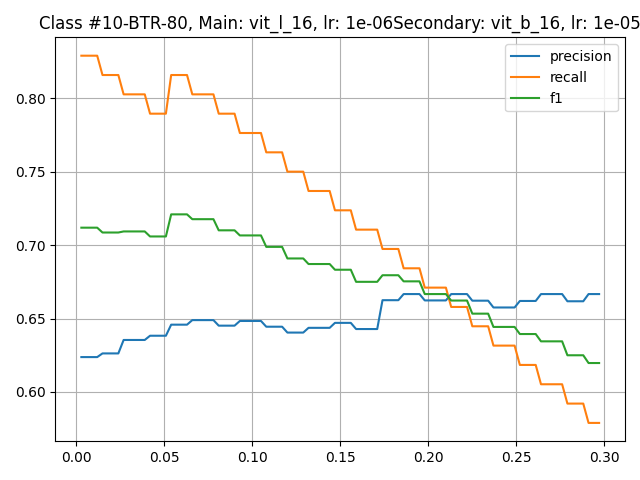 Class #10-BTR-80, Main: vit_l_16, lr: 1e-06Secondary: vit_b_16, lr: 1e-05
precision
recall
f1
0.80
0.75
0.70
0.65
0.60
0.00 0.05 0.10 0.15 0.20 0.25 0.30